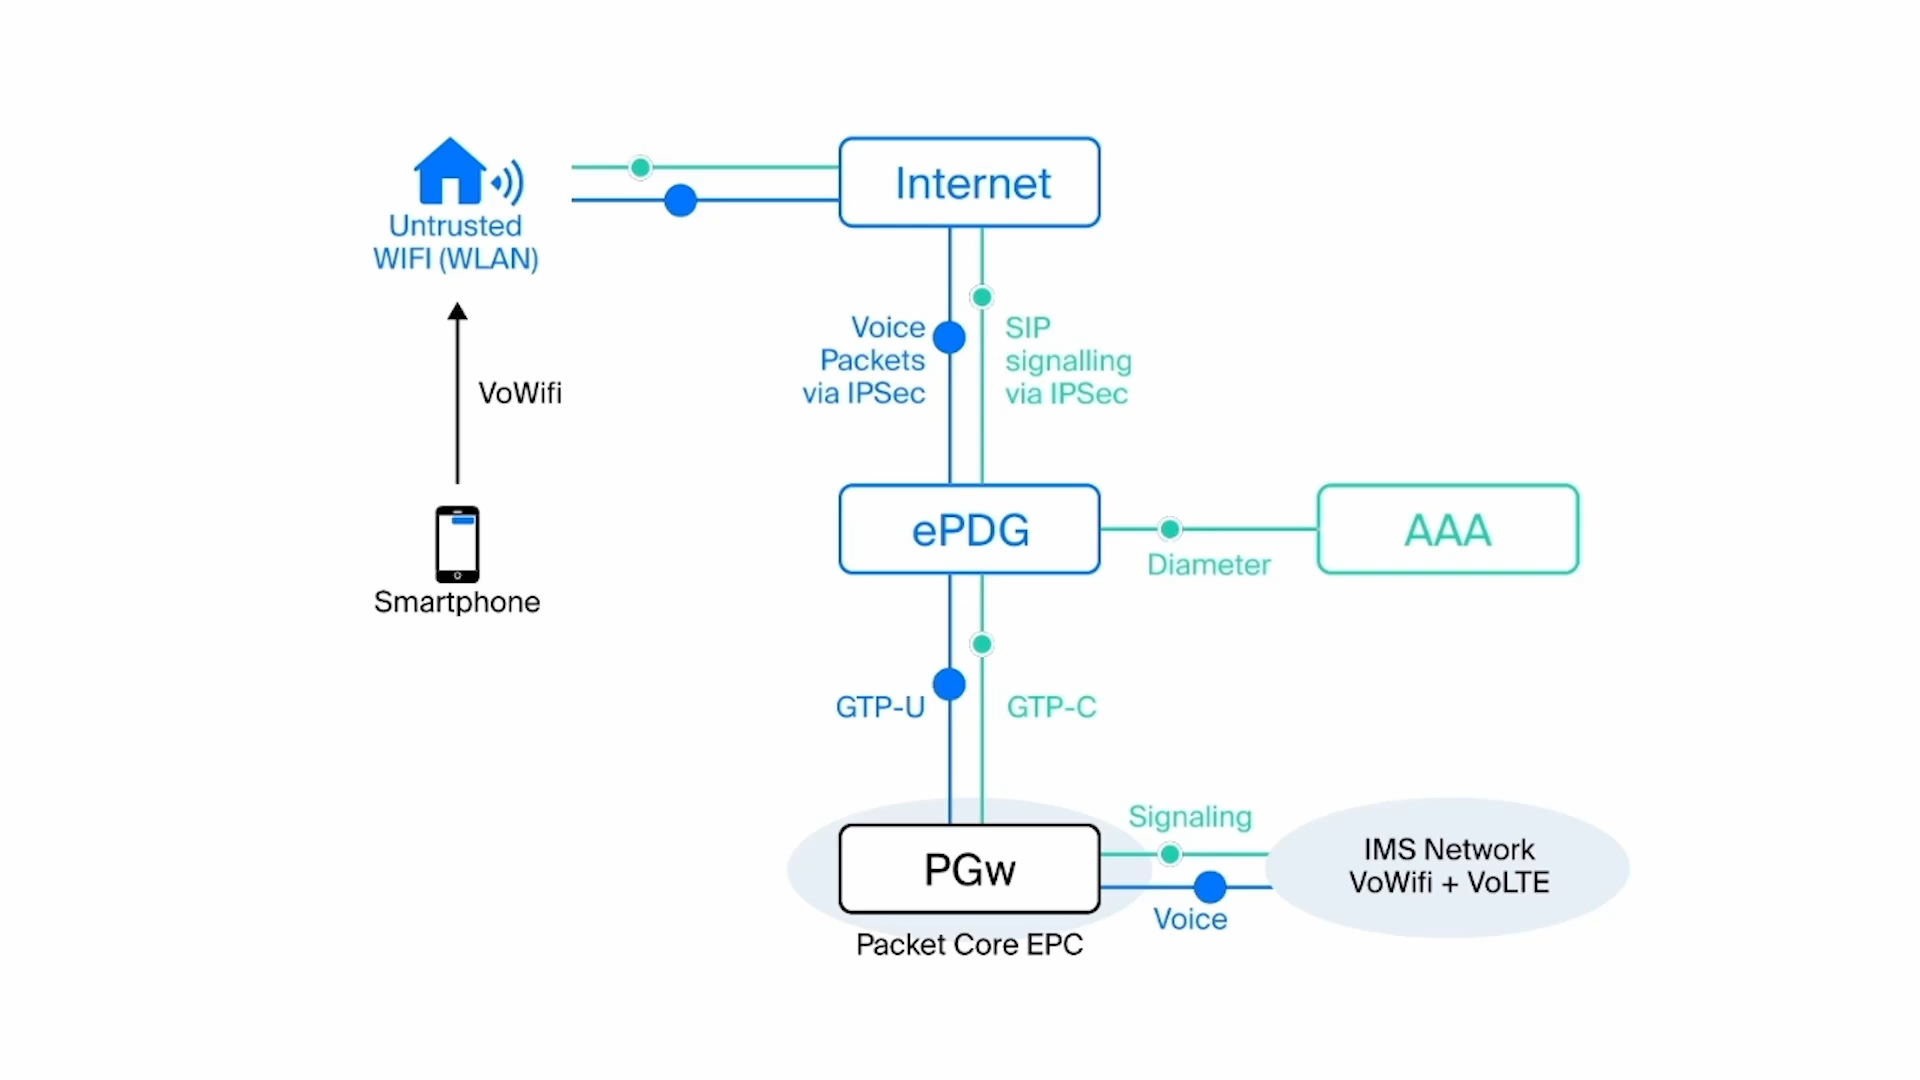 Internet
Untrusted
WIFI (WLAN)
Voice
Packets
via IPSec
SIP
signalling
via IPSec
VoWifi
ePDG
AAA
Diameter
Smartphone
GTP-U
GTP-C
PGw
Packet Core EPC
Signaling
Voice
IMS Network
VoWifi + VoLTE